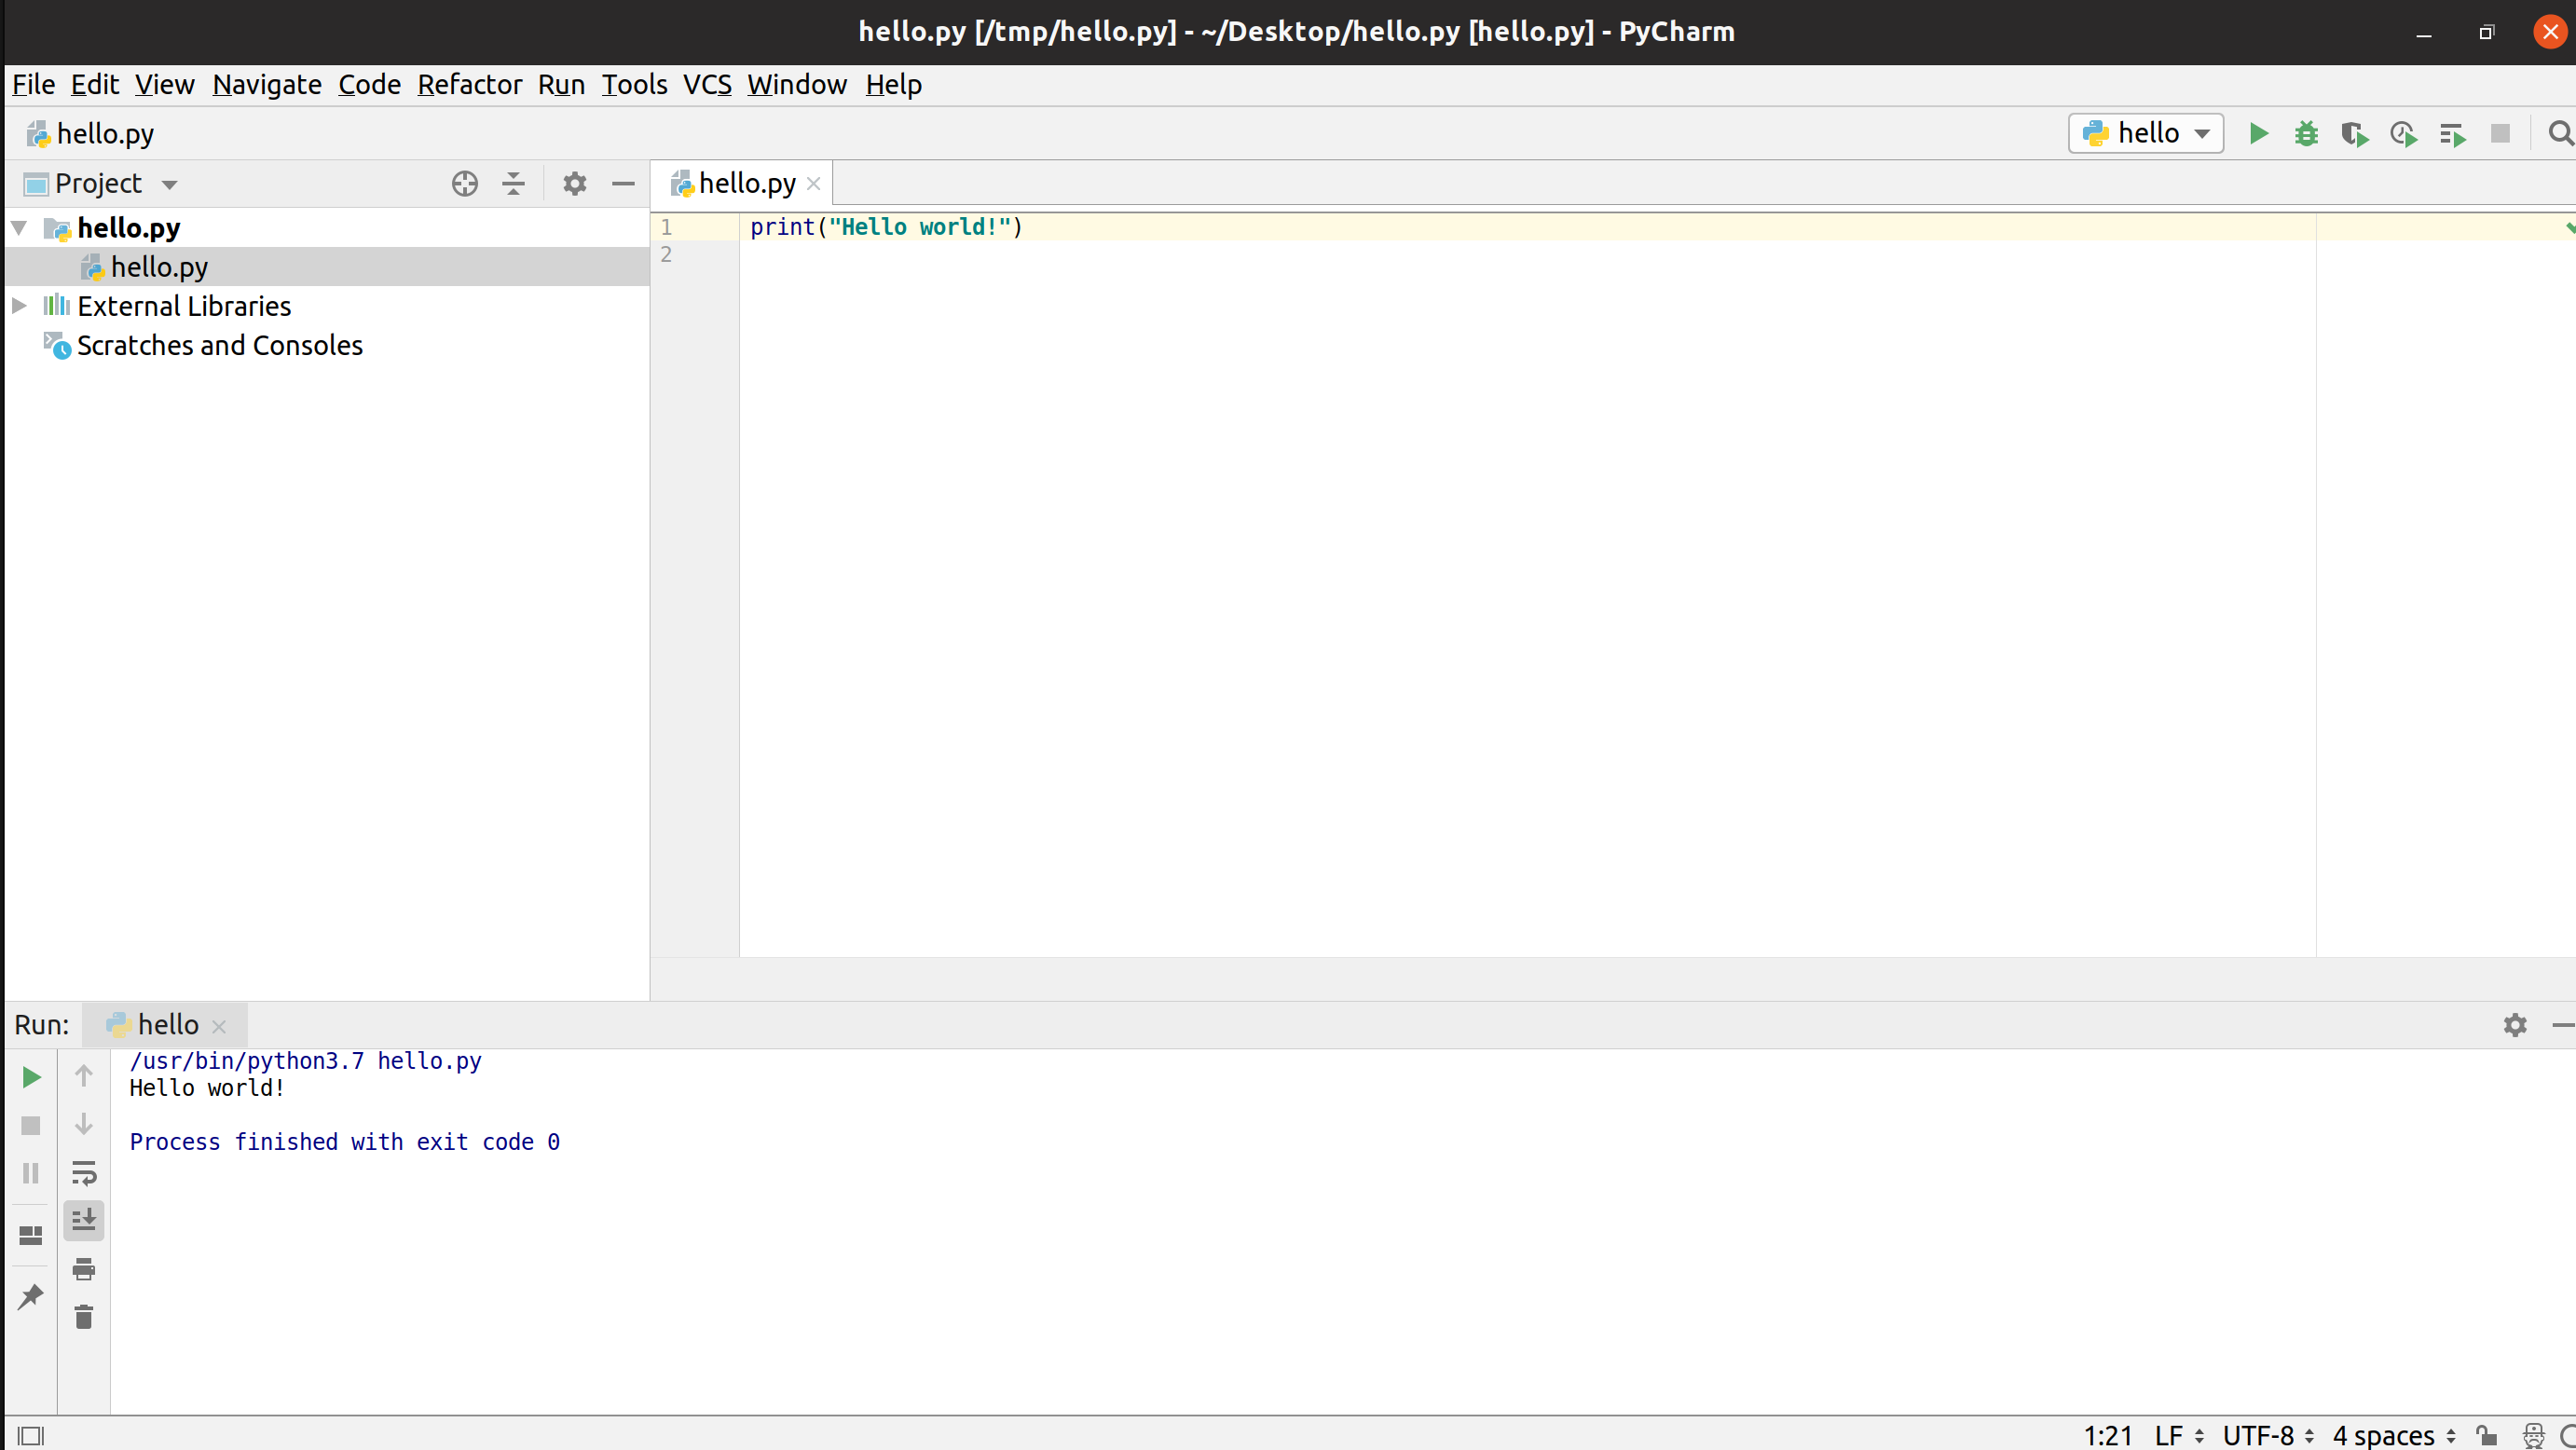 hello.py [/tmp/hello.py] - ~/Desktop/hello.py [hello.py] - PyCharm
File Edit View Navigate Code Refactor Run Tools VCS Window Help
hello.py
hello
Project
hello.py
hello.py
External Libraries
Scratches and Consoles
hello.py
1 print("Hello world!")
2
Run: hello
/usr/bin/python3.7 hello.py
Hello world!
Process finished with exit code 0
1:21 LF UTF-8 4 spaces